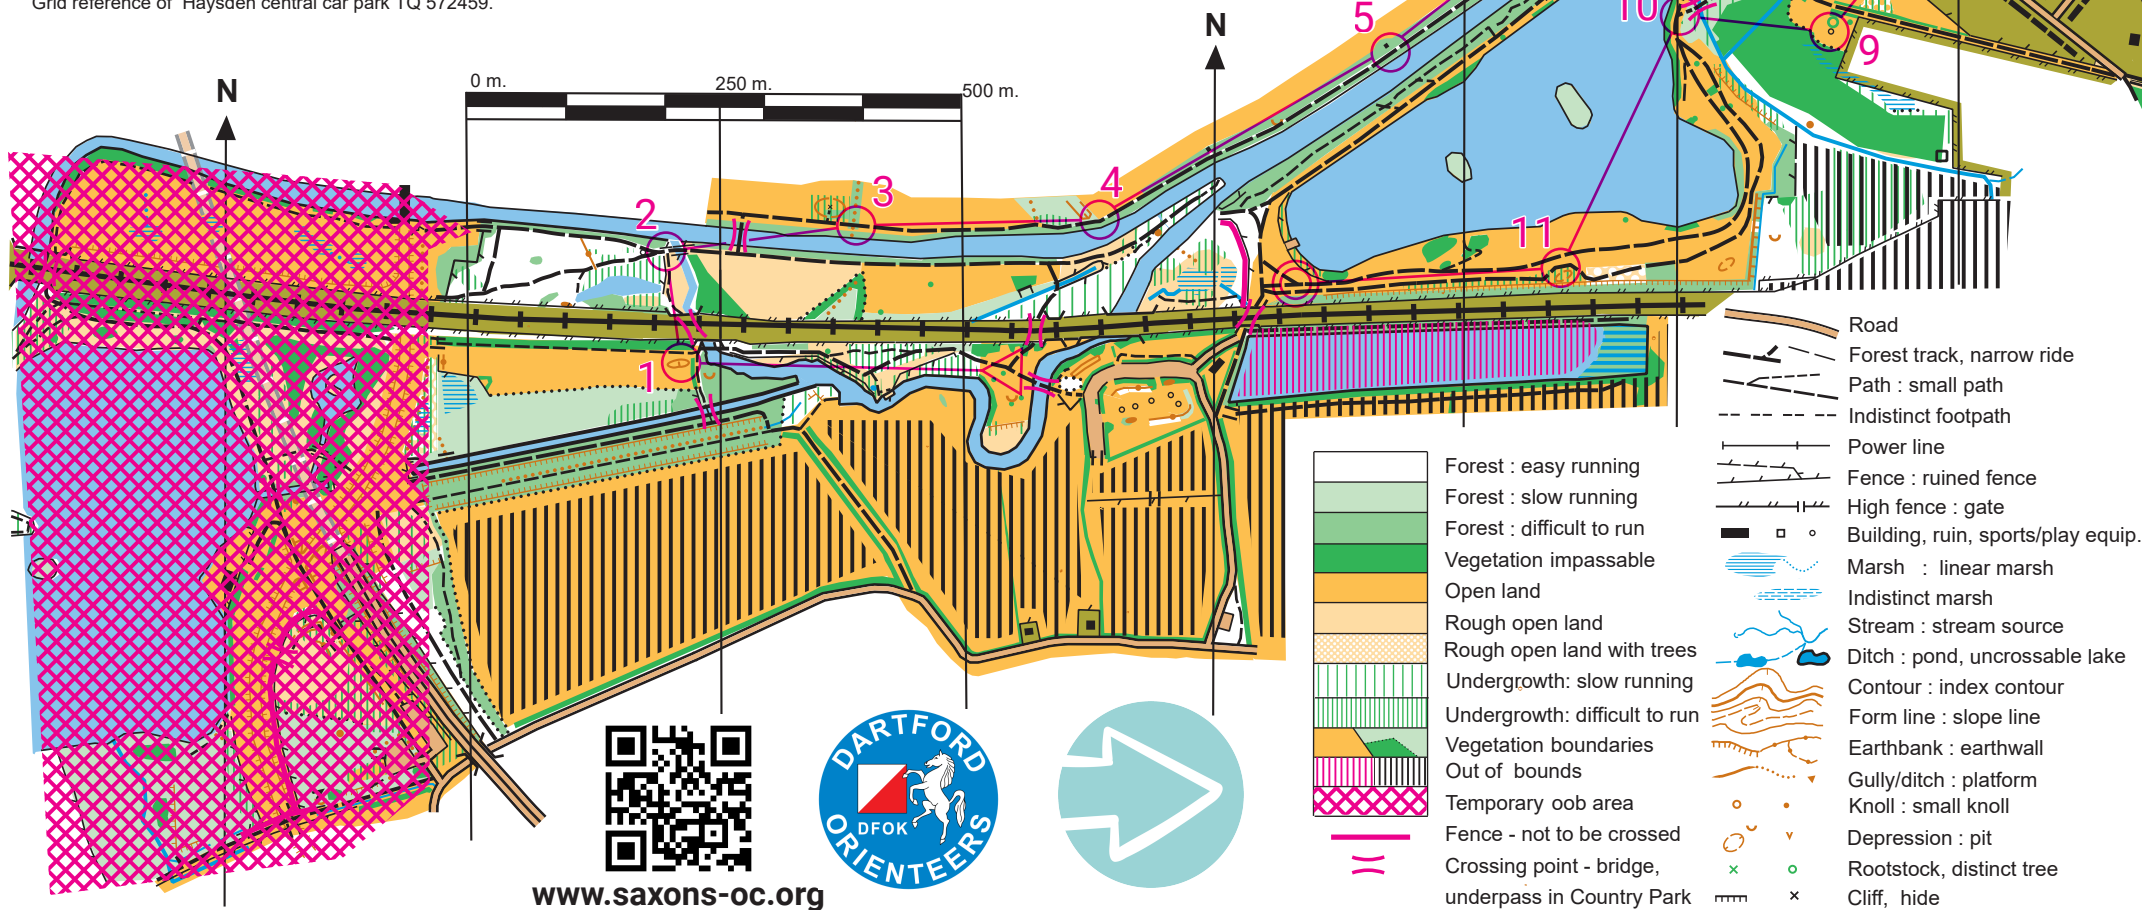 Grid reference of Haysden central car park TQ 572459.
N
N
0 m.
250 m.
500 m.
1
2
3
4
5
9
10
11
Road
Forest track, narrow ride
Path : small path
Indistinct footpath
Power line
Fence : ruined fence
High fence : gate
Building, ruin, sports/play equip.
Marsh : linear marsh
Indistinct marsh
Stream : stream source
Ditch : pond, uncrossable lake
Contour : index contour
Form line : slope line
Earthbank : earthwall
Gully/ditch : platform
Knoll : small knoll
Depression : pit
Rootstock, distinct tree
Cliff, hide
Forest : easy running
Forest : slow running
Forest : difficult to run
Vegetation impassable
Open land
Rough open land
Rough open land with trees
Undergrowth: slow running
Undergrowth: difficult to run
Vegetation boundaries
Out of bounds
Temporary oob area
Fence - not to be crossed
Crossing point - bridge,
underpass in Country Park
DARTFORD
DFOK
ORIENTEERS
www.saxons-oc.org